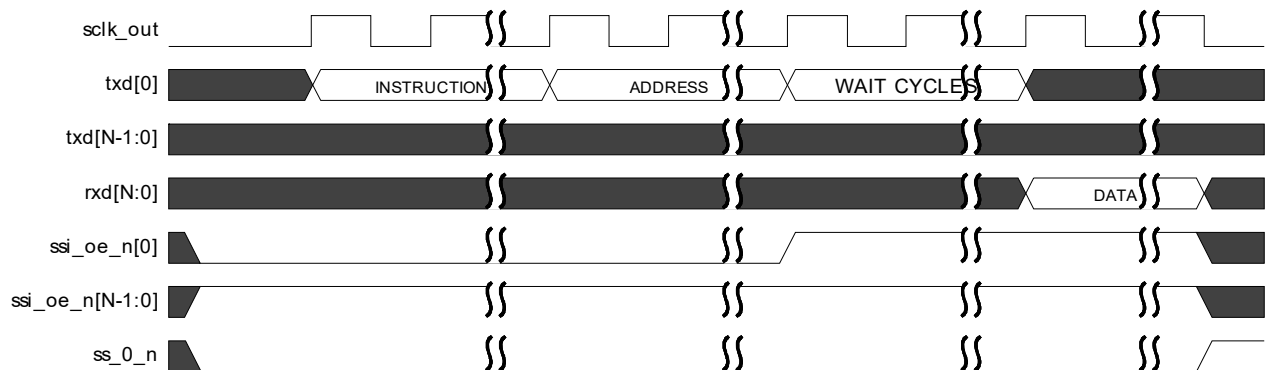 sclk_out
txd[0] INSTRUCTION ADDRESS WAIT CYCLES
txd[N-1:0]
rxd[N:0] DATA
ssi_oe_n[0]
ssi_oe_n[N-1:0]
ss_0_n